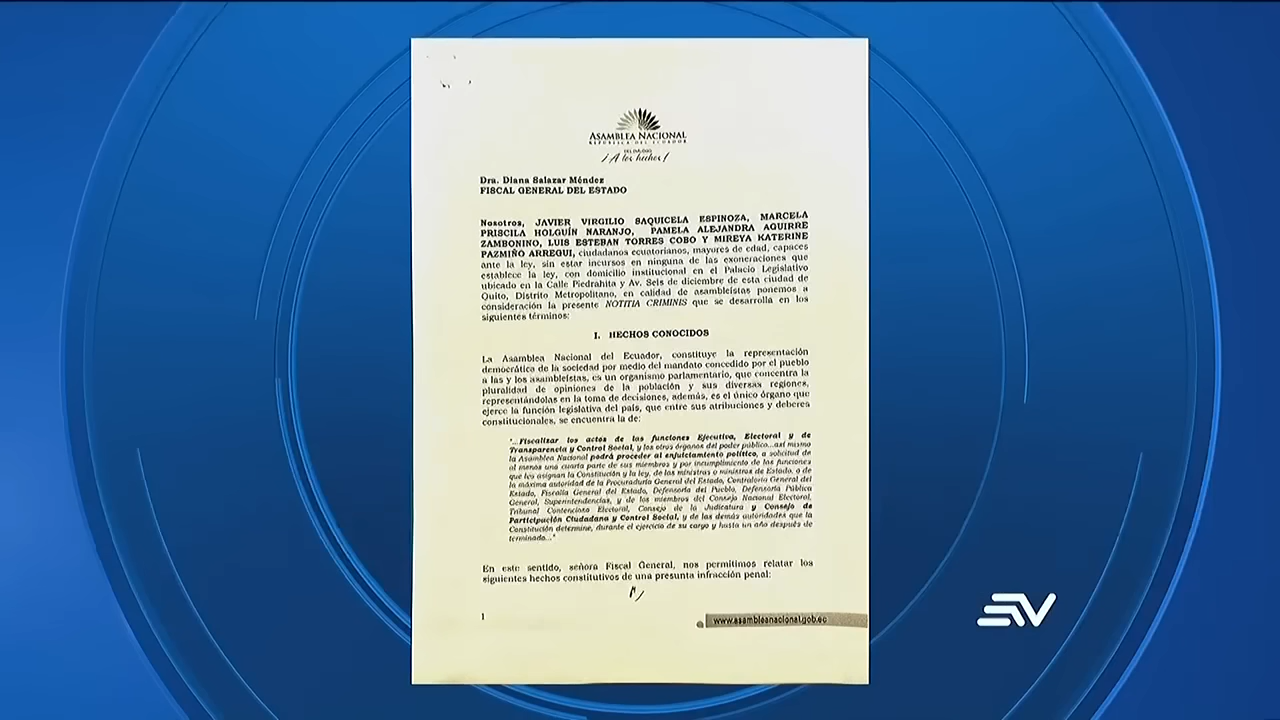 ASAMBLEA NACIONAL
REPÚBLICA DEL ECUADOR
¡A los hechos!
Dra. Diana Salazar Méndez
FISCAL GENERAL DEL ESTADO
Nosotros, JAVIER VIRGILIO SAQUICELA ESPINOZA, MARCELA
PRISCILA HOLGUÍN NARANJO, PAMELA ALEJANDRA AGUIRRE
ZAMBONINO, LUIS ESTEBAN TORRES COBO Y MIREYA KATERINE
PAZMIÑO ARREGUI, ciudadanos ecuatorianos, mayores de edad, capaces
ante la ley, sin estar incursos en ninguna de las exoneraciones que
establece la ley, con domicilio institucional en el Palacio Legislativo
ubicado en la Calle Piedrahita y Av. Seis de diciembre de esta ciudad de
Quito, Distrito Metropolitano, en calidad de asambleístas ponemos a
consideración la presente NOTITIA CRIMINIS que se desarrolla en los
siguientes términos:
I. HECHOS CONOCIDOS
La Asamblea Nacional del Ecuador, constituye la representación
democrática de la sociedad por medio del mandato concedido por el pueblo
a las y los asambleístas, es un organismo parlamentario, que concentra la
pluralidad de opiniones de la población y sus diversas regiones,
representándolas en la toma de decisiones, además, es el único órgano que
ejerce la función legislativa del país, que entre sus atribuciones y deberes
constitucionales, se encuentra la de:
"...Fiscalizar los actos de las funciones Ejecutiva, Electoral y de
Transparencia y Control Social, y los otros órganos del poder público...así mismo
la Asamblea Nacional podrá proceder al enjuiciamiento político, a solicitud de
al menos una cuarta parte de sus miembros y por incumplimiento de las funciones
que les asignan la Constitución y la ley, de las ministras o ministros de Estado, o de
la máxima autoridad de la Procuraduría General del Estado, Contraloría General del
Estado, Fiscalía General del Estado, Defensoría del Pueblo, Defensoría Pública
General, Superintendencias, y de los miembros del Consejo Nacional Electoral,
Tribunal Contencioso Electoral, Consejo de la Judicatura y Consejo de
Participación Ciudadana y Control Social, y de las demás autoridades que la
Constitución determine, durante el ejercicio de su cargo y hasta un año después de
terminado..."
En este sentido, señora Fiscal General, nos permitimos relatar los
siguientes hechos constitutivos de una presunta infracción penal:
1
www.asambleanacional.gob.ec